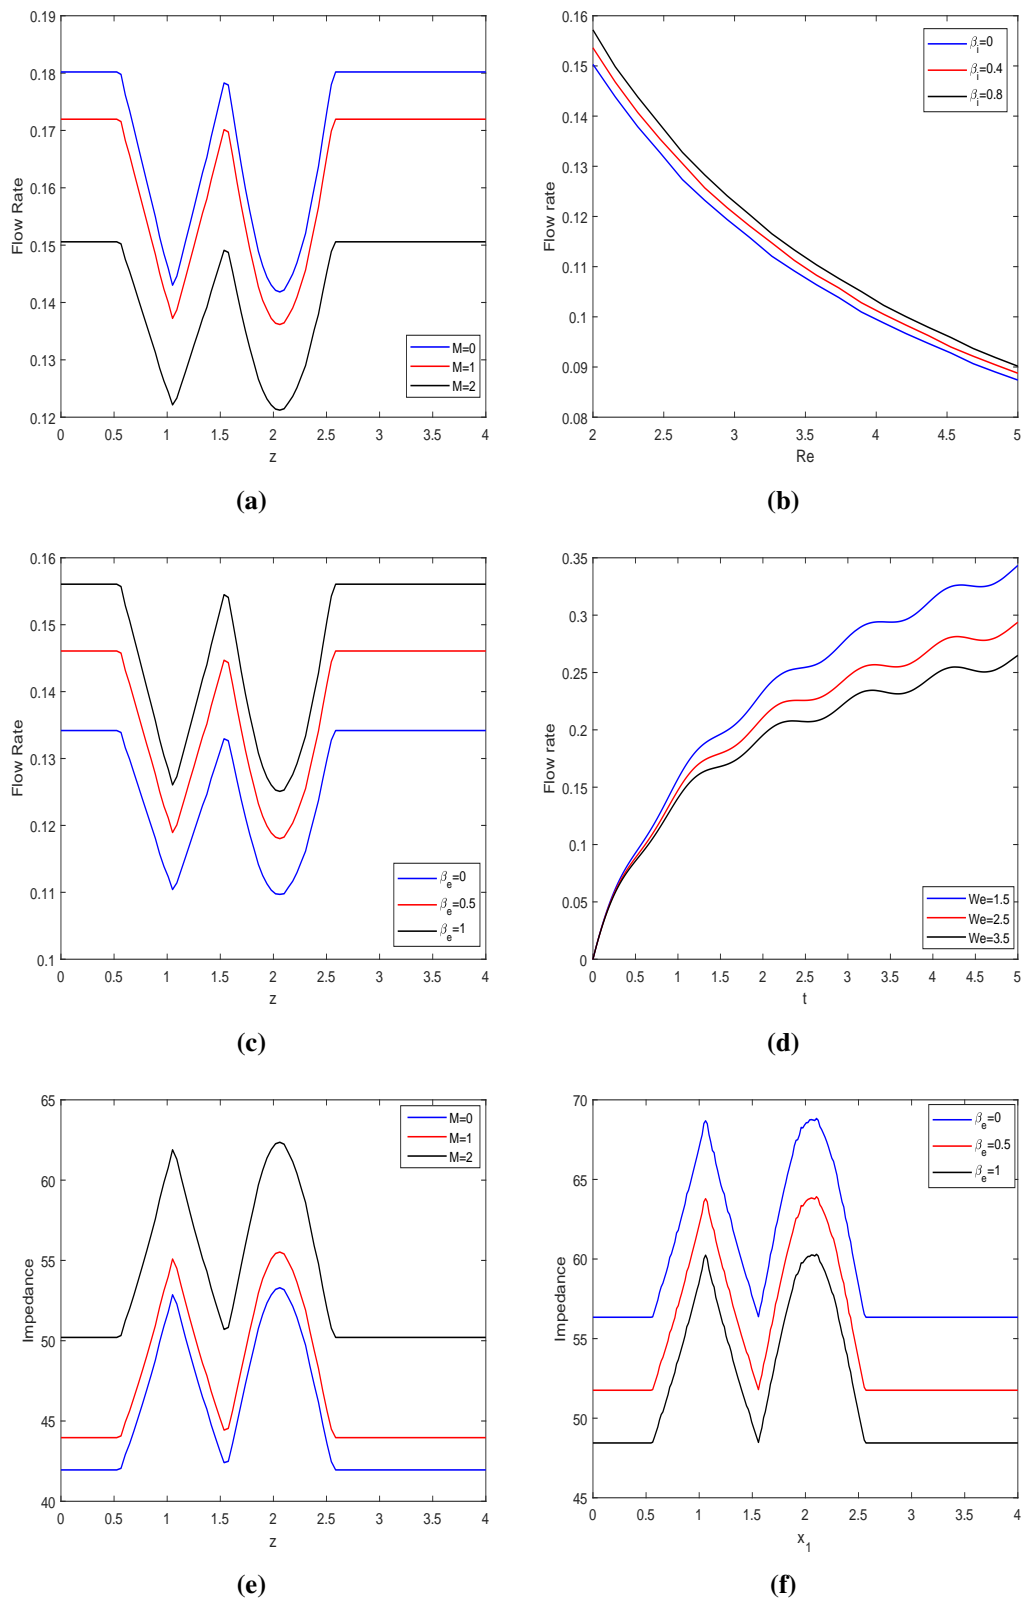 0.19
0.18
0.17
0.16
0.15
0.14
0.13
0.12
Flow Rate
0 0.5 1 1.5 2 2.5 3 3.5 4
z
M=0
M=1
M=2
(a)
0.16
0.15
0.14
0.13
0.12
0.11
0.1
0.09
0.08
Flow rate
2 2.5 3 3.5 4 4.5 5
Re
β_i=0
β_i=0.4
β_i=0.8
(b)
0.16
0.15
0.14
0.13
0.12
0.11
0.1
Flow Rate
0 0.5 1 1.5 2 2.5 3 3.5 4
z
β_e=0
β_e=0.5
β_e=1
(c)
0.35
0.3
0.25
0.2
0.15
0.1
0.05
0
Flow rate
0 0.5 1 1.5 2 2.5 3 3.5 4 4.5 5
t
We=1.5
We=2.5
We=3.5
(d)
65
60
55
50
45
40
Impedance
0 0.5 1 1.5 2 2.5 3 3.5 4
z
M=0
M=1
M=2
(e)
70
65
60
55
50
45
Impedance
0 0.5 1 1.5 2 2.5 3 3.5 4
x_1
β_e=0
β_e=0.5
β_e=1
(f)